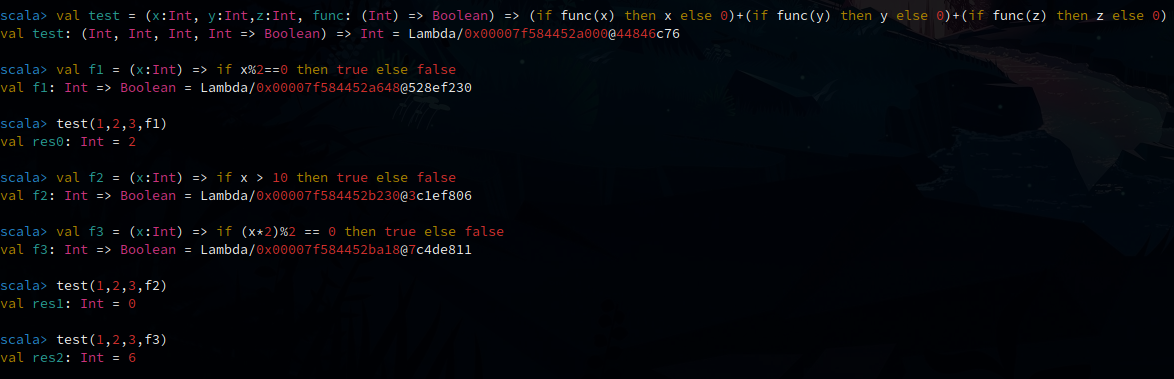 scala> val test = (x:Int, y:Int,z:Int, func: (Int) => Boolean) => (if func(x) then x else 0)+(if func(y) then y else 0)+(if func(z) then z else 0)
val test: (Int, Int, Int, Int => Boolean) => Int = Lambda/0x00007f584452a000@44846c76
scala> val f1 = (x:Int) => if x%2==0 then true else false
val f1: Int => Boolean = Lambda/0x00007f584452a648@528ef230
scala> test(1,2,3,f1)
val res0: Int = 2
scala> val f2 = (x:Int) => if x > 10 then true else false
val f2: Int => Boolean = Lambda/0x00007f584452b230@3c1ef806
scala> val f3 = (x:Int) => if (x*2)%2 == 0 then true else false
val f3: Int => Boolean = Lambda/0x00007f584452ba18@7c4de811
scala> test(1,2,3,f2)
val res1: Int = 0
scala> test(1,2,3,f3)
val res2: Int = 6